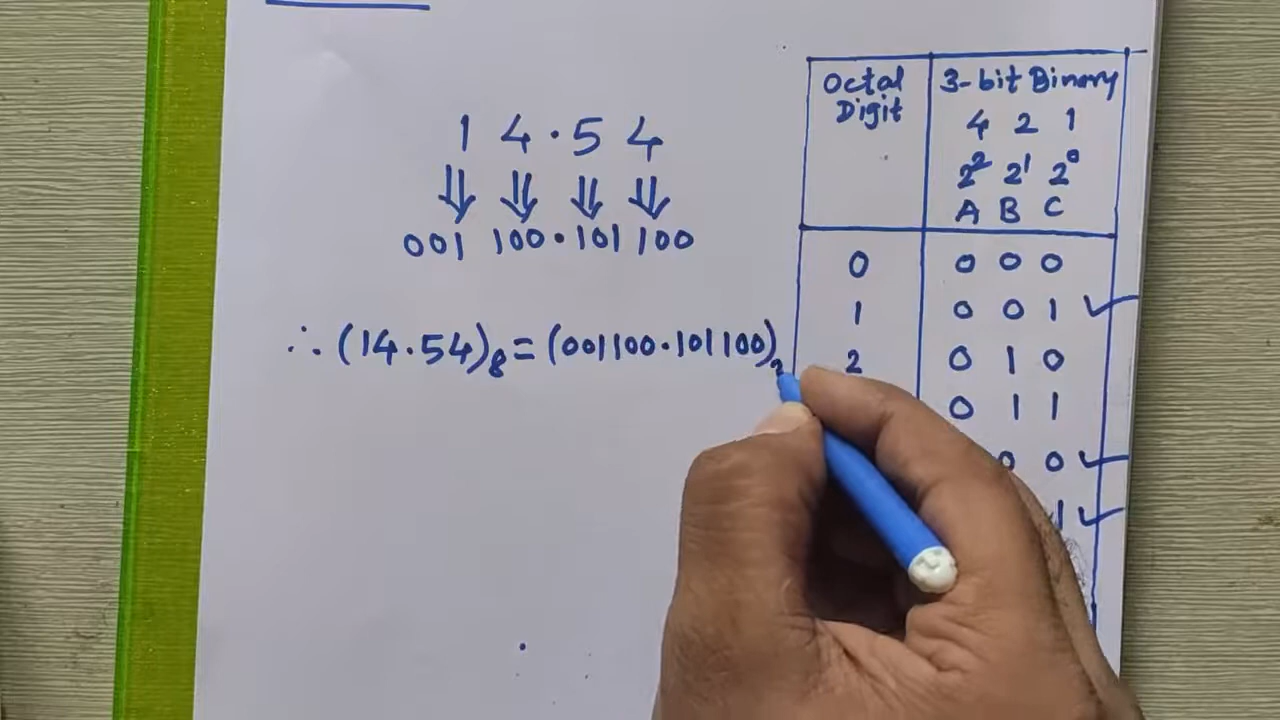 1 4 . 5 4
⇓ ⇓ ⇓ ⇓
001 100 . 101 100
∴ (14.54)₈ = (001100.101100)₂
Octal Digit
3-bit Binary
4 2 1
2² 2¹ 2⁰
A B C
0 0 0 0
1 0 0 1 ✓
2 0 1 0
0 1 1
0 0 ✓
1 ✓